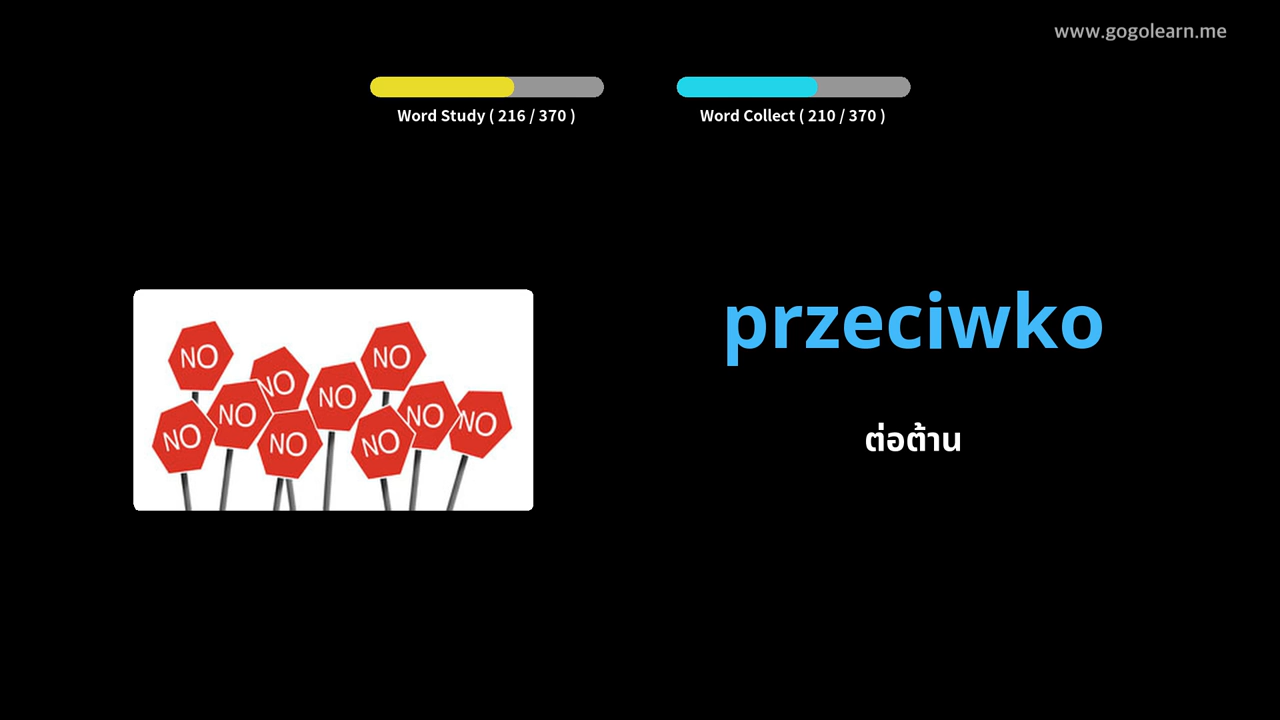 www.gogolearn.me
Word Study ( 216 / 370 )
Word Collect ( 210 / 370 )
przeciwko
ต่อต้าน
NO
NO
NO
NO
NO
NO
NO
NO
NO
NO